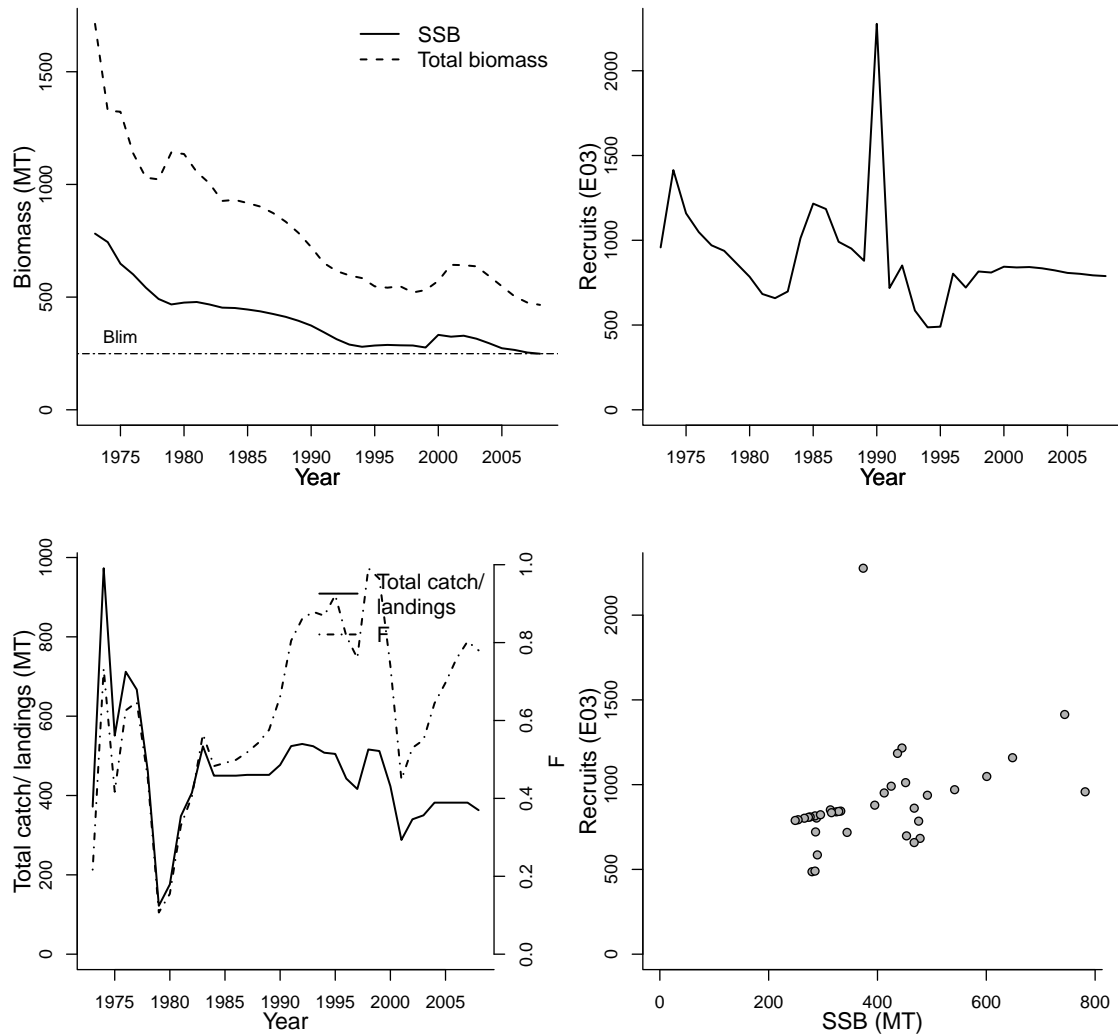 SSB
Total biomass
Biomass (MT)
0 500 1000 1500
Blim
1975 1980 1985 1990 1995 2000 2005
Year
Recruits (E03)
0 500 1000 1500 2000
1975 1980 1985 1990 1995 2000 2005
Year
Total catch/ landings (MT)
0 200 400 600 800 1000
Total catch/
landings
F
0.0 0.2 0.4 0.6 0.8 1.0
F
1975 1980 1985 1990 1995 2000 2005
Year
Recruits (E03)
0 500 1000 1500 2000
0 200 400 600 800
SSB (MT)